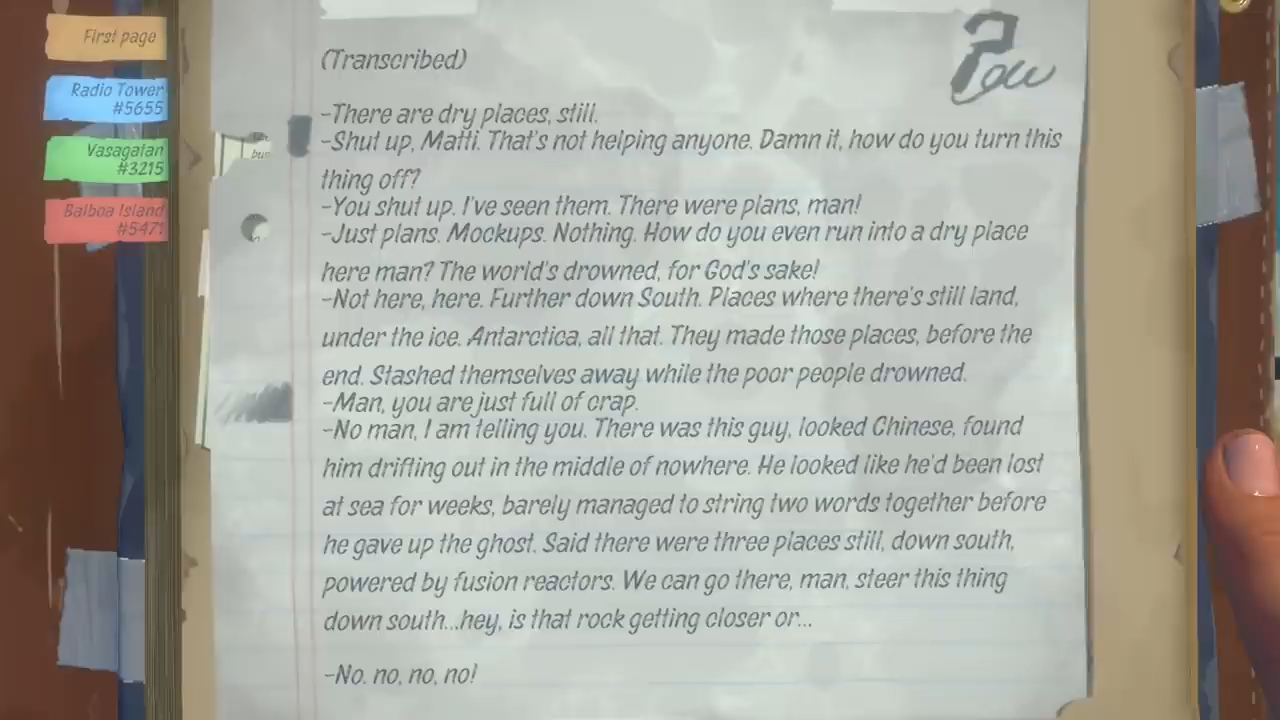 First page
Radio Tower
#5655
Vasagatan
#3215
Balboa Island
#5471
(Transcribed)
-There are dry places, still.
-Shut up, Matti. That's not helping anyone. Damn it, how do you turn this
thing off?
-You shut up. I've seen them. There were plans, man!
-Just plans. Mockups. Nothing. How do you even run into a dry place
here man? The world's drowned, for God's sake!
-Not here, here. Further down South. Places where there's still land,
under the ice. Antarctica, all that. They made those places, before the
end. Stashed themselves away while the poor people drowned.
-Man, you are just full of crap.
-No man, I am telling you. There was this guy, looked Chinese, found
him drifting out in the middle of nowhere. He looked like he'd been lost
at sea for weeks, barely managed to string two words together before
he gave up the ghost. Said there were three places still, down south,
powered by fusion reactors. We can go there, man, steer this thing
down south...hey, is that rock getting closer or...
-No. no, no, no!